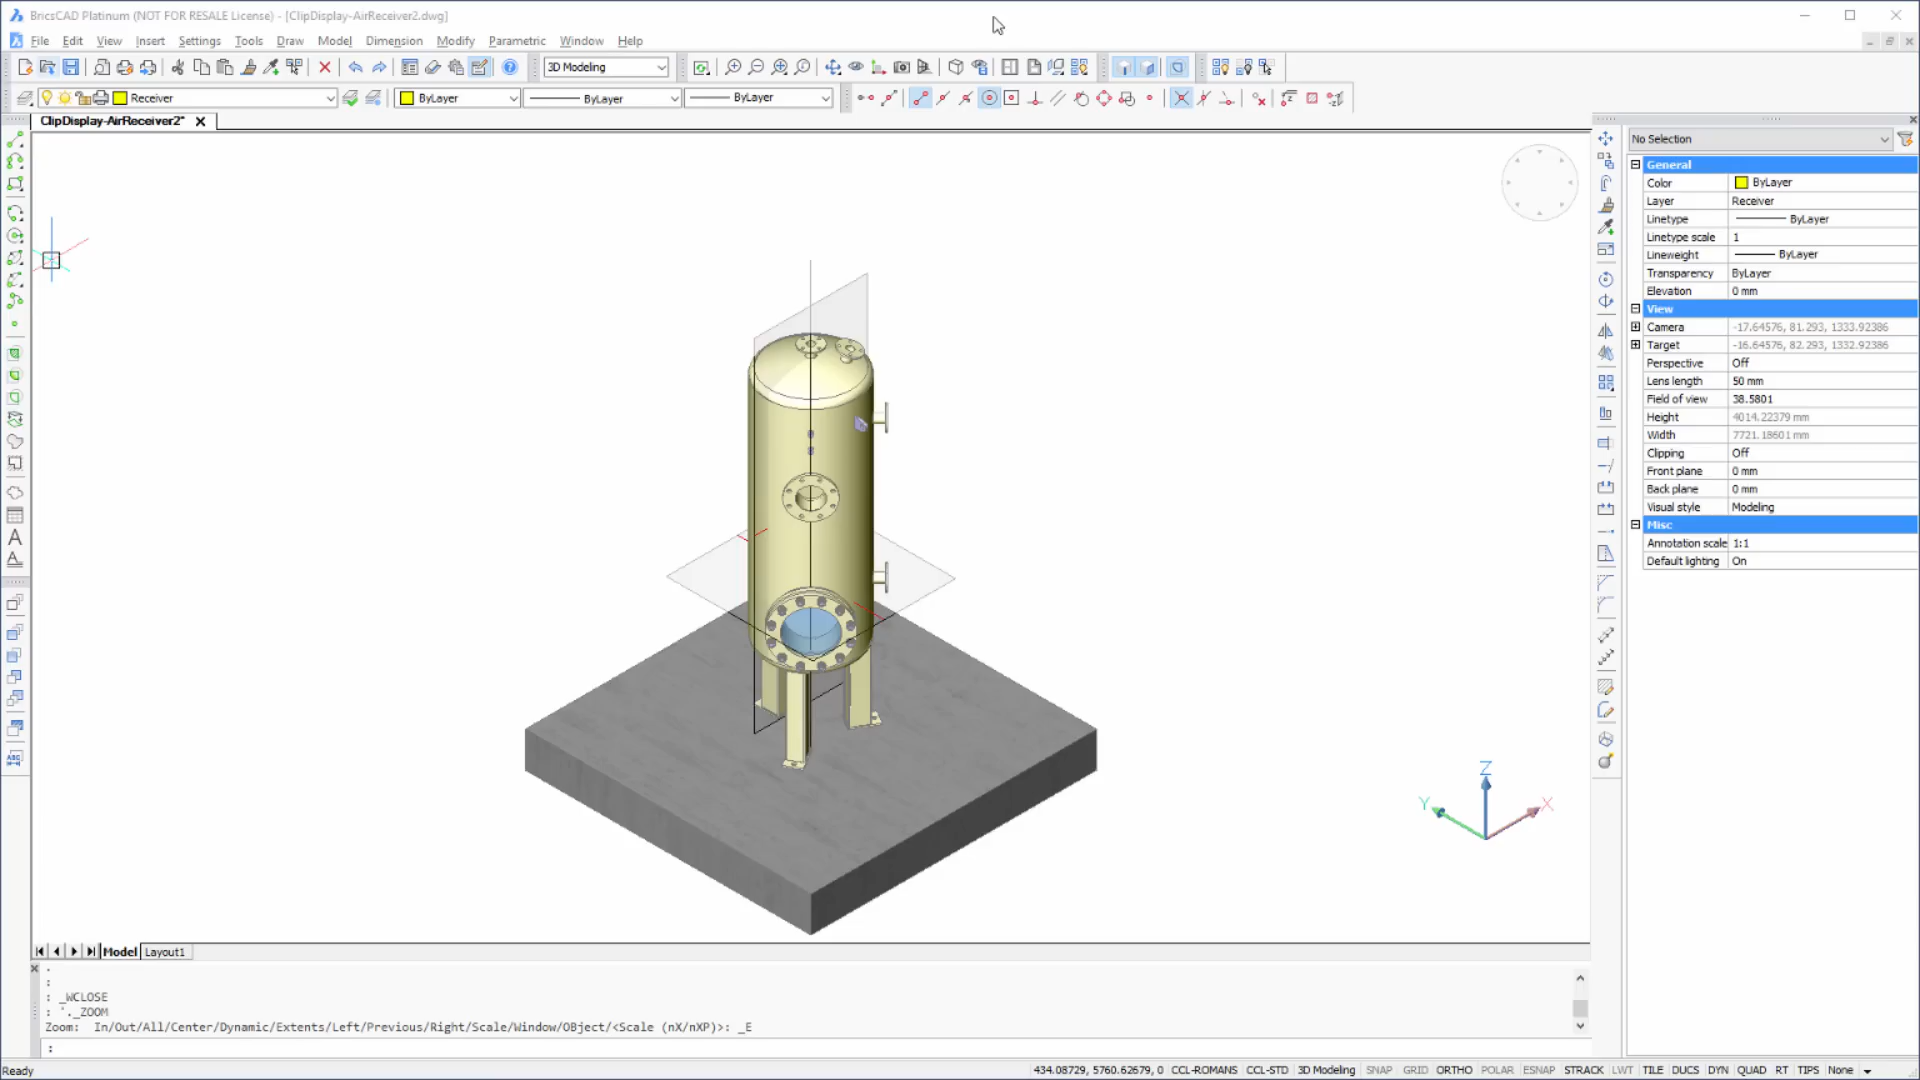 BricsCAD Platinum (NOT FOR RESALE License) - [ClipDisplay-AirReceiver2.dwg]
File Edit View Insert Settings Tools Draw Model Dimension Modify Parametric Window Help
3D Modeling
Receiver ByLayer ByLayer ByLayer
ClipDisplay-AirReceiver2*
No Selection
General
Color ByLayer
Layer Receiver
Linetype ByLayer
Linetype scale 1
Lineweight ByLayer
Transparency ByLayer
Elevation 0 mm
View
Camera -17.64576, 81.293, 1333.92386
Target -16.64576, 82.293, 1332.92386
Perspective Off
Lens length 50 mm
Field of view 38.5801
Height 4014.22379 mm
Width 7721.18601 mm
Clipping Off
Front plane 0 mm
Back plane 0 mm
Visual style Modeling
Misc
Annotation scale 1:1
Default lighting On
A
A
ABC
Z
Y X
Model Layout1
:
:
: _WCLOSE
: '._ZOOM
Zoom: In/Out/All/Center/Dynamic/Extents/Left/Previous/Right/Scale/Window/OBject/<Scale (nX/nXP)>: _E
:
Ready 434.08729, 5760.62679, 0 CCL-ROMANS CCL-STD 3D Modeling SNAP GRID ORTHO POLAR ESNAP STRACK LWT TILE DUCS DYN QUAD RT TIPS None